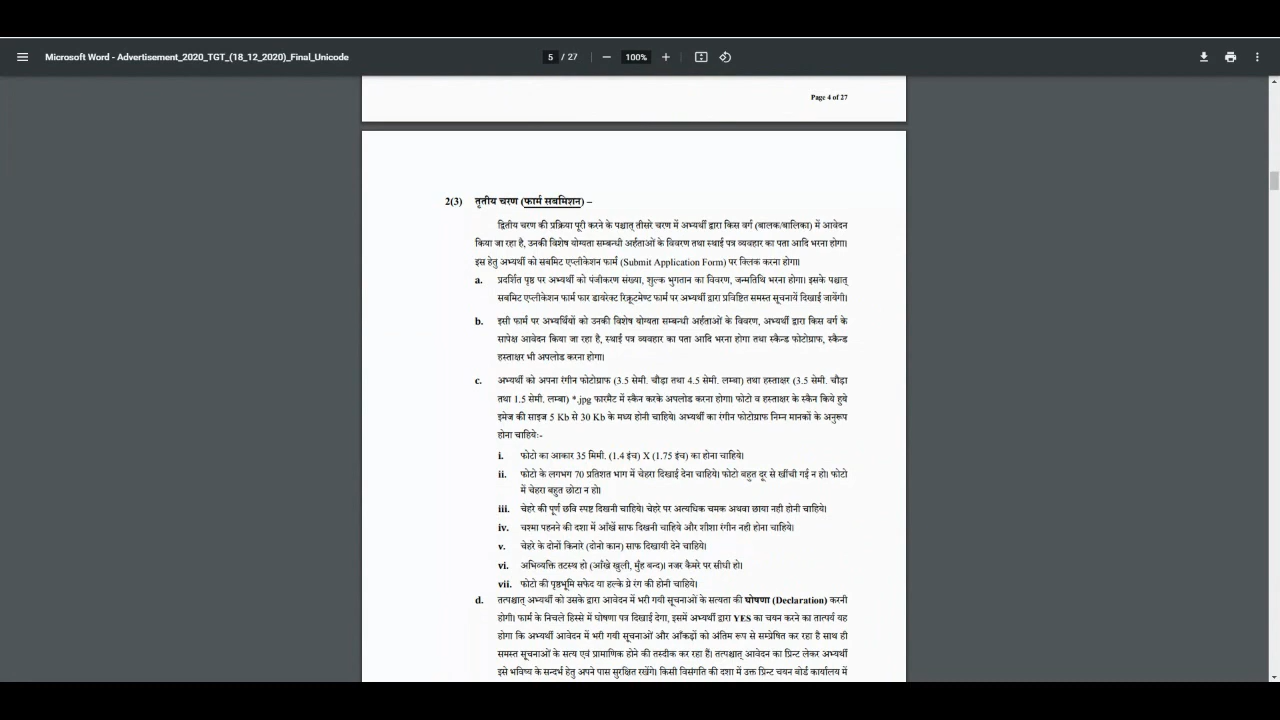 Microsoft Word - Advertisement_2020_TGT_(18_12_2020)_Final_Unicode
5 / 27
100%
Page 4 of 27
2(3) तृतीय चरण (फार्म सबमिशन) –
द्वितीय चरण की प्रक्रिया पूरी करने के पश्चात् तीसरे चरण में अभ्यर्थी द्वारा किस वर्ग (बालक/बालिका) में आवेदन
किया जा रहा है, उनकी विशेष योग्यता सम्बन्धी अर्हताओं के विवरण तथा स्थाई पत्र व्यवहार का पता आदि भरना होगा।
इस हेतु अभ्यर्थी को सबमिट एप्लीकेशन फार्म (Submit Application Form) पर क्लिक करना होगा।
a. प्रदर्शित पृष्ठ पर अभ्यर्थी को पंजीकरण संख्या, शुल्क भुगतान का विवरण, जन्मतिथि भरना होगा। इसके पश्चात्
सबमिट एप्लीकेशन फार्म फार डायरेक्ट रिक्रूटमेण्ट फार्म पर अभ्यर्थी द्वारा प्रविष्टित समस्त सूचनायें दिखाई जायेंगी।
b. इसी फार्म पर अभ्यर्थियों को उनकी विशेष योग्यता सम्बन्धी अर्हताओं के विवरण, अभ्यर्थी द्वारा किस वर्ग के
सापेक्ष आवेदन किया जा रहा है, स्थाई पत्र व्यवहार का पता आदि भरना होगा तथा स्कैन्ड फोटोग्राफ, स्कैन्ड
हस्ताक्षर भी अपलोड करना होगा।
c. अभ्यर्थी को अपना रंगीन फोटोग्राफ (3.5 सेमी. चौड़ा तथा 4.5 सेमी. लम्बा) तथा हस्ताक्षर (3.5 सेमी. चौड़ा
तथा 1.5 सेमी. लम्बा) *.jpg फारमैट में स्कैन करके अपलोड करना होगा। फोटो व हस्ताक्षर के स्कैन किये हुये
इमेज की साइज 5 Kb से 30 Kb के मध्य होनी चाहिये। अभ्यर्थी का रंगीन फोटोग्राफ निम्न मानकों के अनुरूप
होना चाहिये:-
i. फोटो का आकार 35 मिमी. (1.4 इंच) X (1.75 इंच) का होना चाहिये।
ii. फोटो के लगभग 70 प्रतिशत भाग में चेहरा दिखाई देना चाहिये। फोटो बहुत दूर से खींची गई न हो। फोटो
में चेहरा बहुत छोटा न हो।
iii. चेहरे की पूर्ण छवि स्पष्ट दिखनी चाहिये। चेहरे पर अत्यधिक चमक अथवा छाया नही होनी चाहिये।
iv. चश्मा पहनने की दशा में आँखें साफ दिखनी चाहिये और शीशा रंगीन नही होना चाहिये।
v. चेहरे के दोनों किनारे (दोनो कान) साफ दिखायी देने चाहिये।
vi. अभिव्यक्ति तटस्थ हो (आँखे खुली, मुँह बन्द)। नजर कैमरे पर सीधी हो।
vii. फोटो की पृष्ठभूमि सफेद या हल्के ग्रे रंग की होनी चाहिये।
d. तत्पश्चात् अभ्यर्थी को उसके द्वारा आवेदन में भरी गयी सूचनाओं के सत्यता की घोषणा (Declaration) करनी
होगी। फार्म के निचले हिस्से में घोषणा पत्र दिखाई देगा, इसमें अभ्यर्थी द्वारा YES का चयन करने का तात्पर्य यह
होगा कि अभ्यर्थी आवेदन में भरी गयी सूचनाओं और आँकड़ों को अंतिम रूप से सम्प्रेषित कर रहा है साथ ही
समस्त सूचनाओं के सत्य एवं प्रामाणिक होने की तस्दीक कर रहा हैं। तत्पश्चात् आवेदन का प्रिन्ट लेकर अभ्यर्थी
इसे भविष्य के सन्दर्भ हेतु अपने पास सुरक्षित रखेंगे। किसी विसंगति की दशा में उक्त प्रिन्ट चयन बोर्ड कार्यालय में